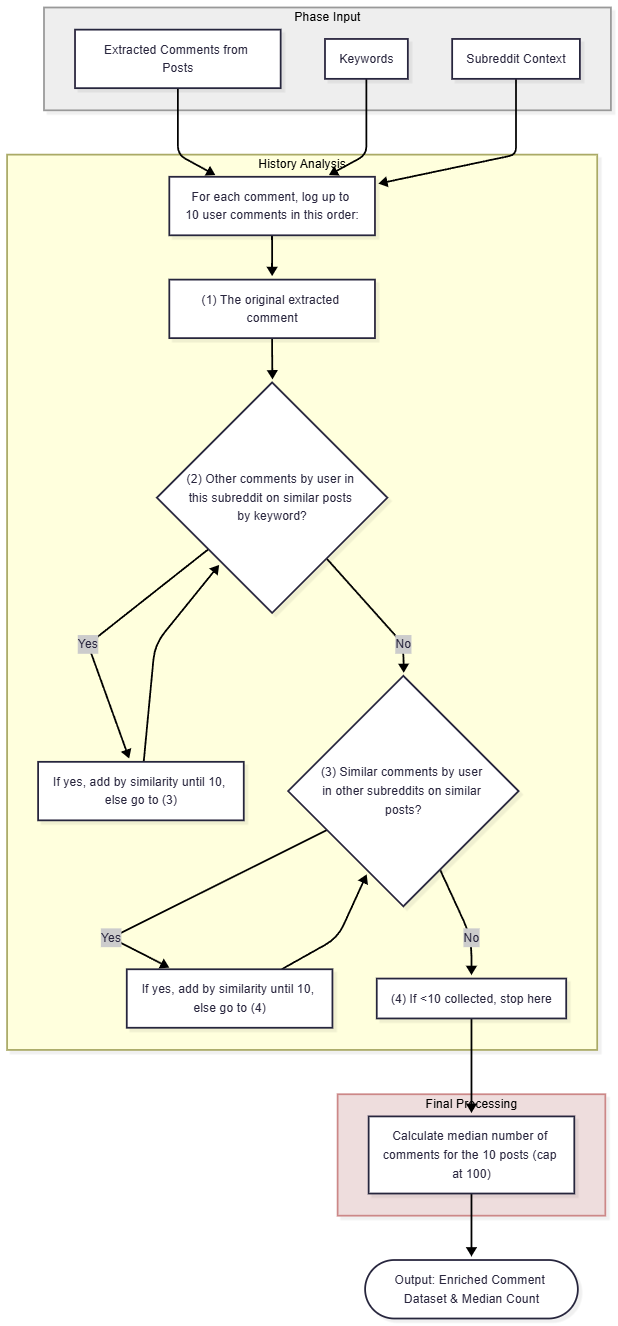 Phase Input
Extracted Comments from
Posts
Keywords
Subreddit Context
History Analysis
For each comment, log up to
10 user comments in this order:
(1) The original extracted
comment
(2) Other comments by user in
this subreddit on similar posts
by keyword?
Yes
No
If yes, add by similarity until 10,
else go to (3)
(3) Similar comments by user
in other subreddits on similar
posts?
Yes
No
If yes, add by similarity until 10,
else go to (4)
(4) If <10 collected, stop here
Final Processing
Calculate median number of
comments for the 10 posts (cap
at 100)
Output: Enriched Comment
Dataset & Median Count